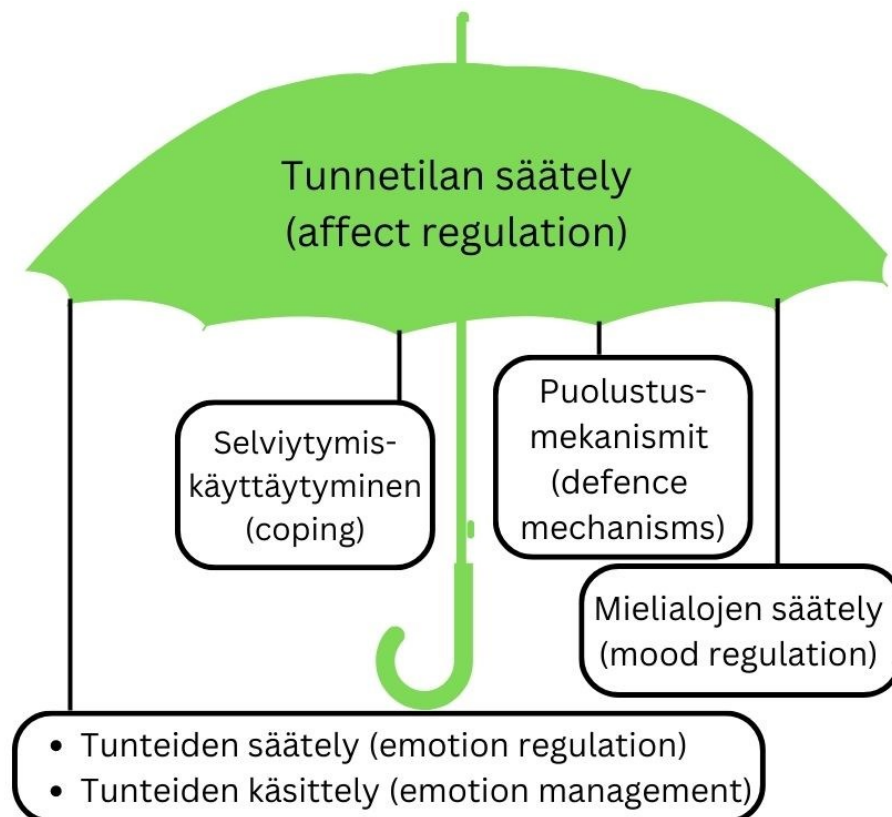 Tunnetilan säätely
(affect regulation)
Selviytymis-
käyttäytyminen
(coping)
Puolustus-
mekanismit
(defence
mechanisms)
Mielialojen säätely
(mood regulation)
• Tunteiden säätely (emotion regulation)
• Tunteiden käsittely (emotion management)